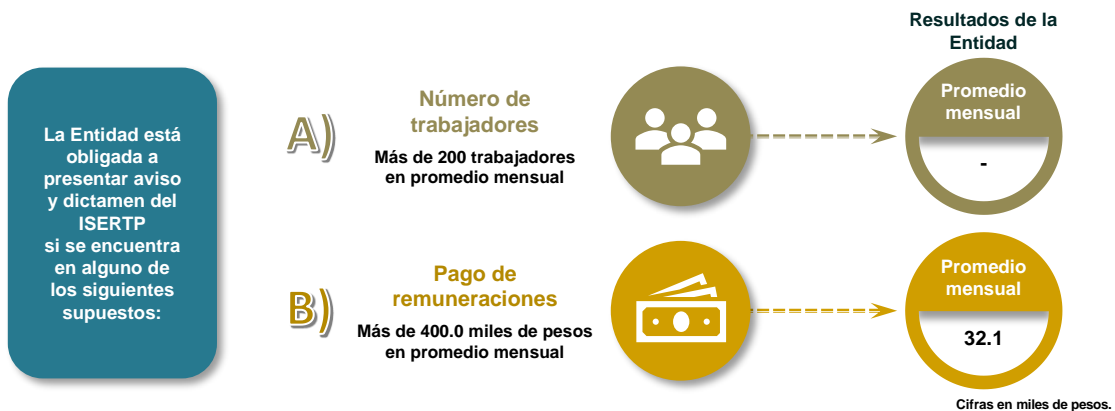 La Entidad está
obligada a
presentar aviso
y dictamen del
ISERTP
si se encuentra
en alguno de
los siguientes
supuestos:
A)
Número de
trabajadores
Más de 200 trabajadores
en promedio mensual
Resultados de la
Entidad
Promedio
mensual
-
B)
Pago de
remuneraciones
Más de 400.0 miles de pesos
en promedio mensual
Promedio
mensual
32.1
Cifras en miles de pesos.